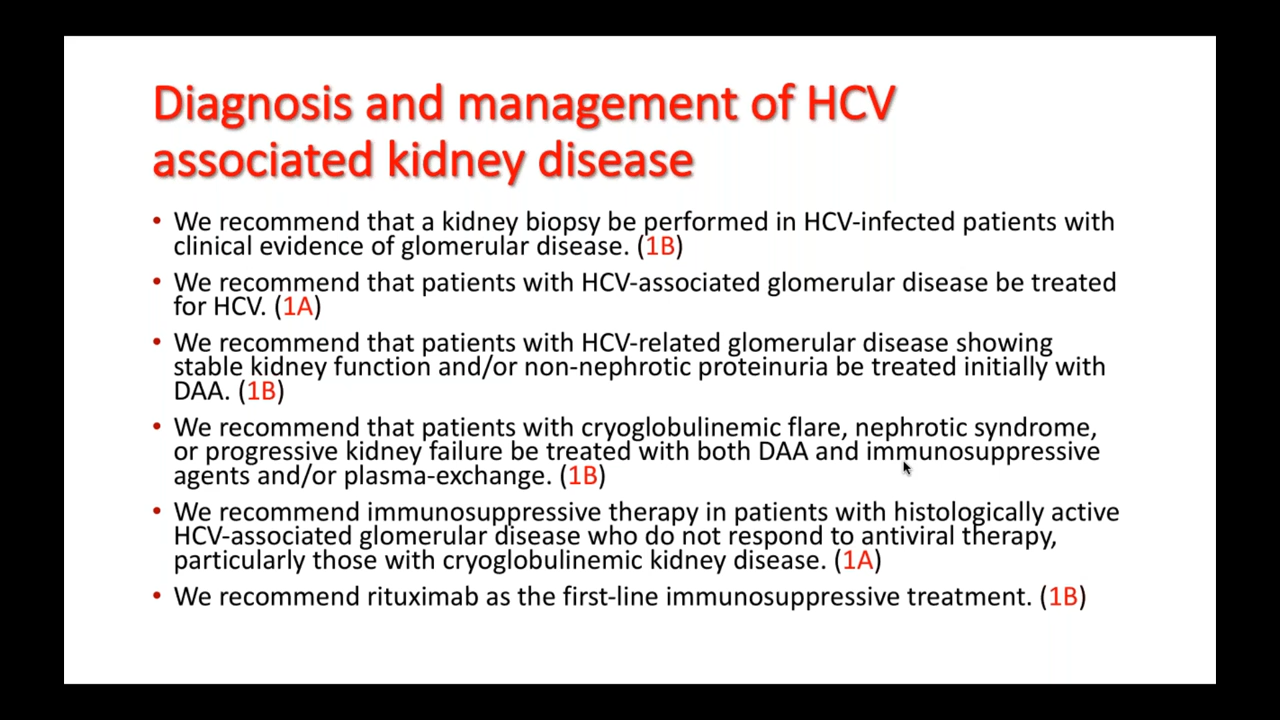 Diagnosis and management of HCV
associated kidney disease
• We recommend that a kidney biopsy be performed in HCV-infected patients with
clinical evidence of glomerular disease. (1B)
• We recommend that patients with HCV-associated glomerular disease be treated
for HCV. (1A)
• We recommend that patients with HCV-related glomerular disease showing
stable kidney function and/or non-nephrotic proteinuria be treated initially with
DAA. (1B)
• We recommend that patients with cryoglobulinemic flare, nephrotic syndrome,
or progressive kidney failure be treated with both DAA and immunosuppressive
agents and/or plasma-exchange. (1B)
• We recommend immunosuppressive therapy in patients with histologically active
HCV-associated glomerular disease who do not respond to antiviral therapy,
particularly those with cryoglobulinemic kidney disease. (1A)
• We recommend rituximab as the first-line immunosuppressive treatment. (1B)